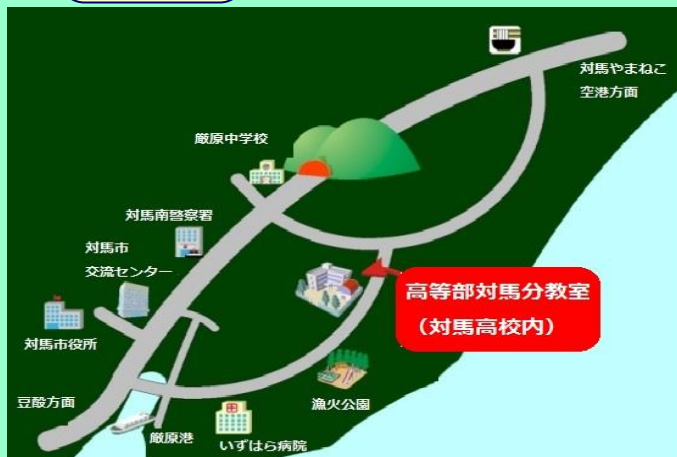 対馬やまねこ
空港方面
厳原中学校
対馬南警察署
対馬市
交流センター
高等部対馬分教室
（対馬高校内）
対馬市役所
豆酘方面
漁火公園
厳原港
いずはら病院